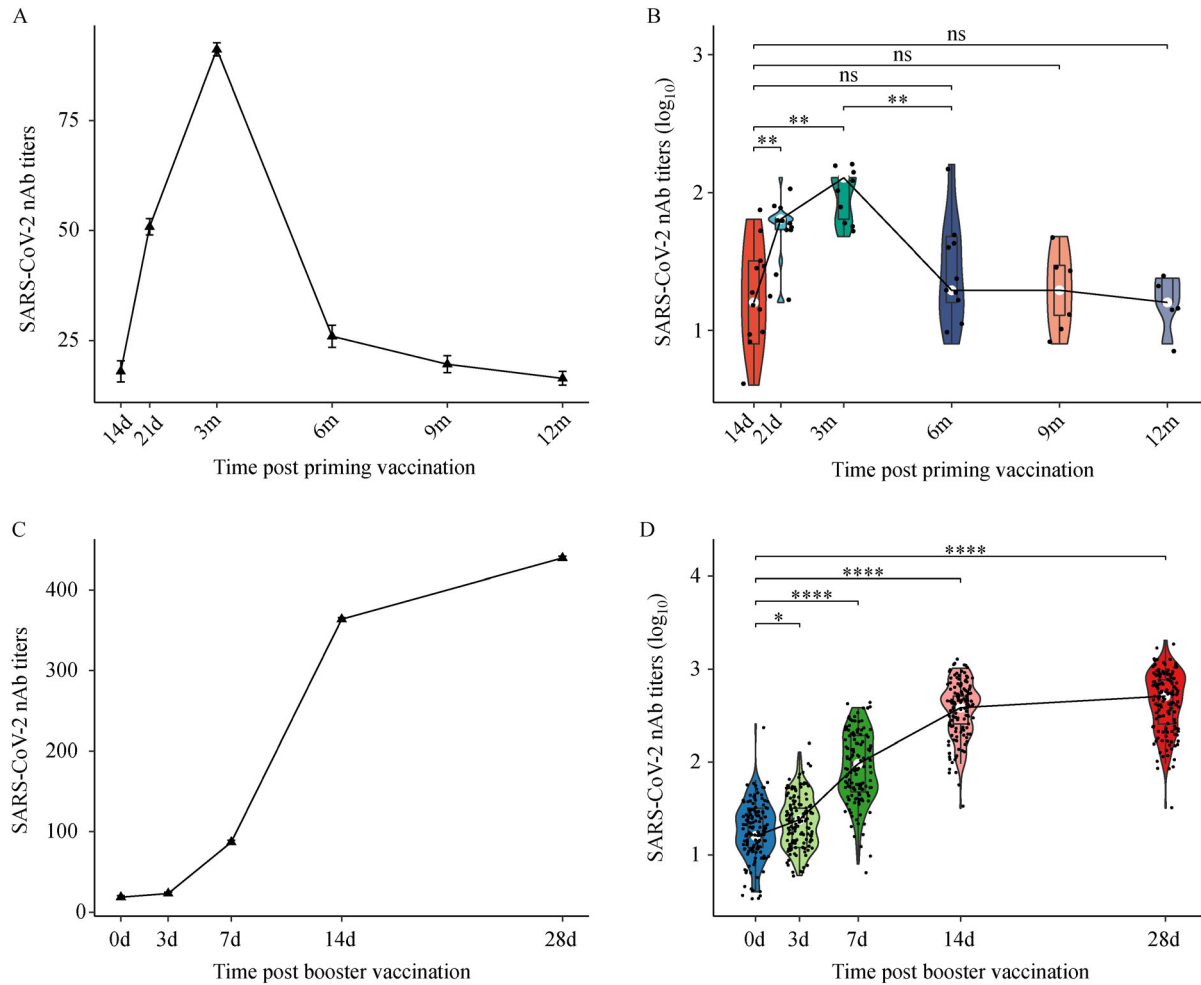 A
SARS-CoV-2 nAb titers
75
50
25
14d 21d 3m 6m 9m 12m
Time post priming vaccination
B
SARS-CoV-2 nAb titers (log₁₀)
3
2
1
ns
ns
ns
**
**
**
14d 21d 3m 6m 9m 12m
Time post priming vaccination
C
SARS-CoV-2 nAb titers
400
300
200
100
0
0d 3d 7d 14d 28d
Time post booster vaccination
D
SARS-CoV-2 nAb titers (log₁₀)
4
3
2
1
****
****
****
*
0d 3d 7d 14d 28d
Time post booster vaccination